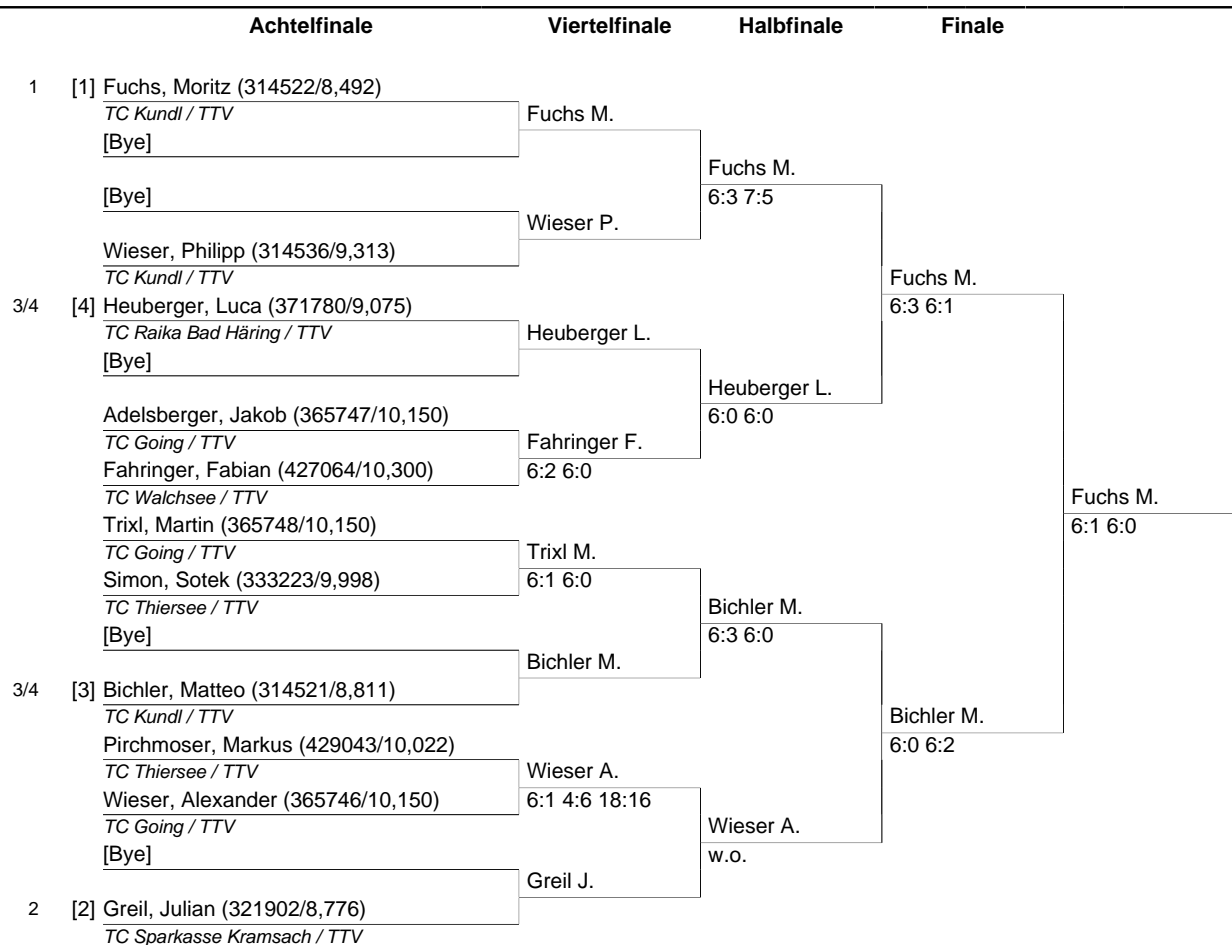 Achtelfinale Viertelfinale Halbfinale Finale
1 [1] Fuchs, Moritz (314522/8,492)
TC Kundl / TTV Fuchs M.
[Bye]
Fuchs M.
[Bye] 6:3 7:5
Wieser P.
Wieser, Philipp (314536/9,313)
TC Kundl / TTV Fuchs M.
3/4 [4] Heuberger, Luca (371780/9,075) 6:3 6:1
TC Raika Bad Häring / TTV Heuberger L.
[Bye]
Heuberger L.
Adelsberger, Jakob (365747/10,150) 6:0 6:0
TC Going / TTV Fahringer F.
Fahringer, Fabian (427064/10,300) 6:2 6:0
TC Walchsee / TTV Fuchs M.
Trixl, Martin (365748/10,150) 6:1 6:0
TC Going / TTV Trixl M.
Simon, Sotek (333223/9,998) 6:1 6:0
TC Thiersee / TTV Bichler M.
[Bye] 6:3 6:0
Bichler M.
3/4 [3] Bichler, Matteo (314521/8,811)
TC Kundl / TTV Bichler M.
Pirchmoser, Markus (429043/10,022) 6:0 6:2
TC Thiersee / TTV Wieser A.
Wieser, Alexander (365746/10,150) 6:1 4:6 18:16
TC Going / TTV Wieser A.
[Bye] w.o.
Greil J.
2 [2] Greil, Julian (321902/8,776)
TC Sparkasse Kramsach / TTV